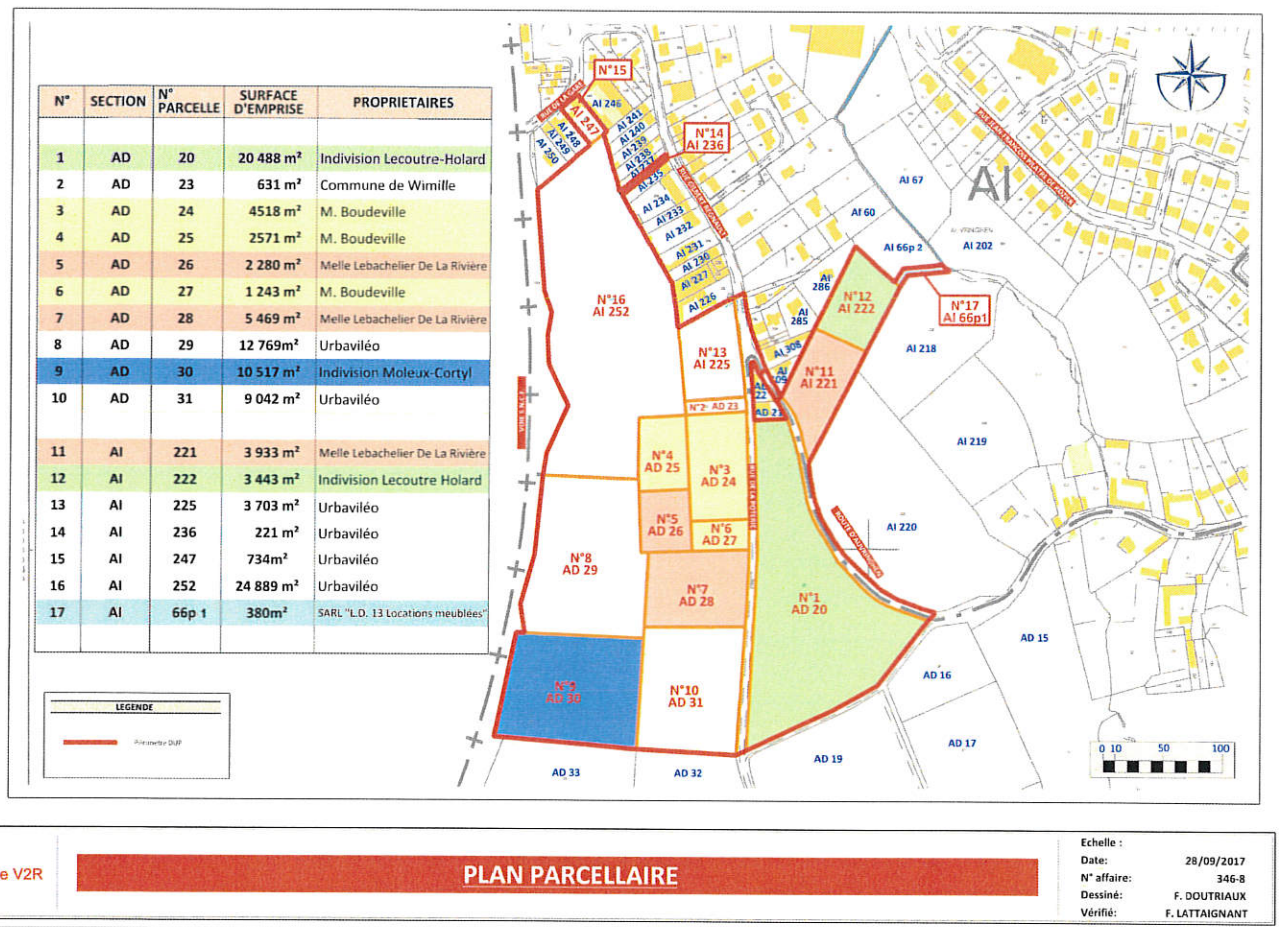 N° SECTION N° PARCELLE SURFACE D'EMPRISE PROPRIETAIRES
1 AD 20 20 488 m² Indivision Lecoutre-Holard
2 AD 23 631 m² Commune de Wimille
3 AD 24 4518 m² M. Boudeville
4 AD 25 2571 m² M. Boudeville
5 AD 26 2 280 m² Melle Lebachelier De La Rivière
6 AD 27 1 243 m² M. Boudeville
7 AD 28 5 469 m² Melle Lebachelier De La Rivière
8 AD 29 12 769m² Urbaviléo
9 AD 30 10 517 m² Indivision Moleux-Cortyl
10 AD 31 9 042 m² Urbaviléo
11 AI 221 3 933 m² Melle Lebachelier De La Rivière
12 AI 222 3 443 m² Indivision Lecoutre Holard
13 AI 225 3 703 m² Urbaviléo
14 AI 236 221 m² Urbaviléo
15 AI 247 734m² Urbaviléo
16 AI 252 24 889 m² Urbaviléo
17 AI 66p 1 380m² SARL "L.D. 13 Locations meublées"
LEGENDE
Périmètre DUP
N°15
RUE DE LA GARE
AI 246
AI 247
AI 248
AI 249
AI 250
AI 241
AI 240
AI 239
AI 238
AI 237
N°14
AI 236
AI 235
AI 234
AI 233
AI 232
AI 231
AI 230
AI 227
AI 226
AI 67
AI
AI 60
AI 66p 2
AI 202
N°16
AI 252
AI 286
AI 285
N°12
AI 222
N°17
AI 66p1
AI 308
N°13
AI 225
N°11
AI 221
AI 218
N°2- AD 23
AD 21
AI 219
N°4
AD 25
N°3
AD 24
N°5
AD 26
N°6
AD 27
RUE DE LA POTERIE
AI 220
N°8
AD 29
N°7
AD 28
N°1
AD 20
AD 15
N°9
AD 30
N°10
AD 31
AD 16
AD 17
AD 33
AD 32
AD 19
0 10 50 100
e V2R
PLAN PARCELLAIRE
Echelle :
Date: 28/09/2017
N° affaire: 346-8
Dessiné: F. DOUTRIAUX
Vérifié: F. LATTAIGNANT